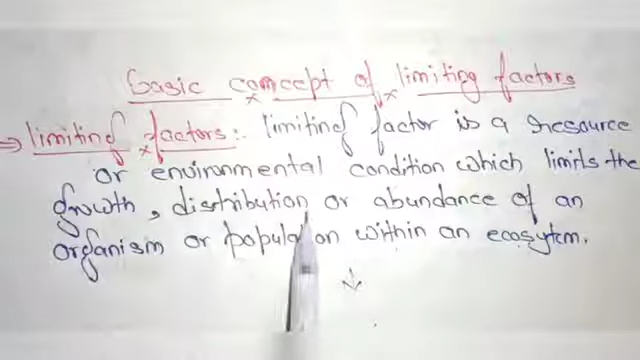 Basic concept of limiting factors
⇒ limiting factors:- limiting factor is a resource
or environmental condition which limits the
growth, distribution or abundance of an
organism or population within an ecosytem.
↓